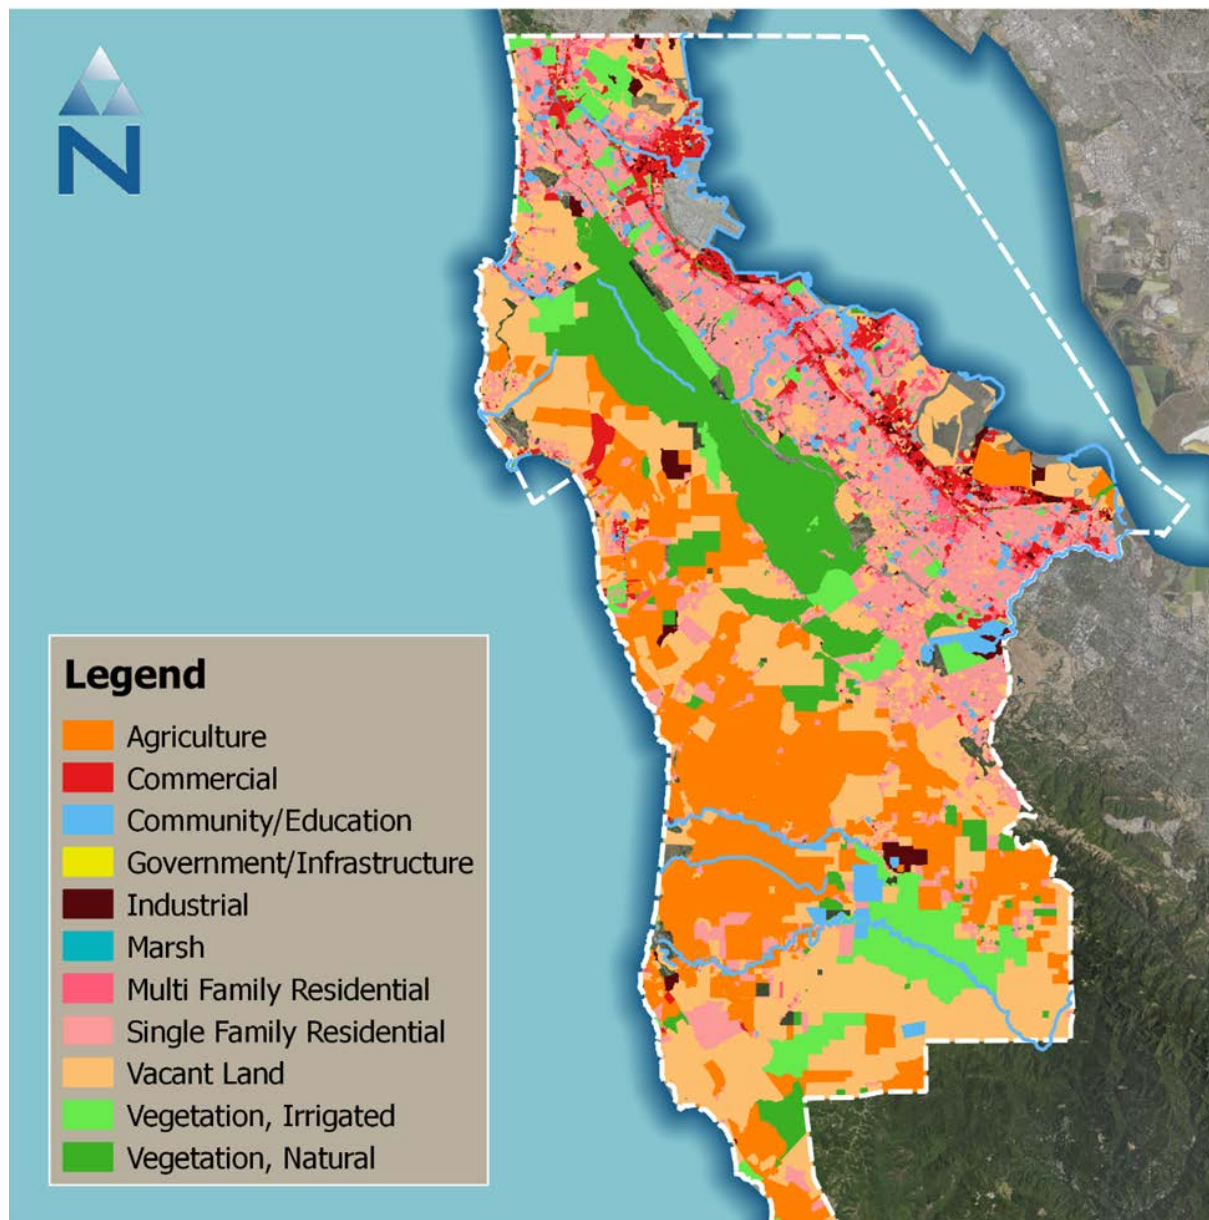 N
Legend
Agriculture
Commercial
Community/Education
Government/Infrastructure
Industrial
Marsh
Multi Family Residential
Single Family Residential
Vacant Land
Vegetation, Irrigated
Vegetation, Natural